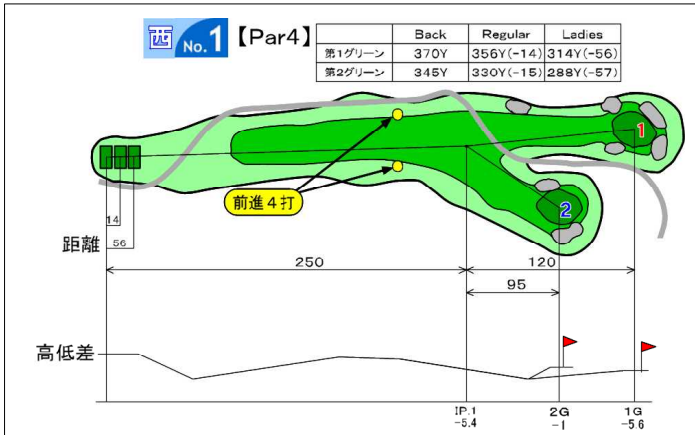 西 No.1 【Par4】
Back Regular Ladies
第1グリーン 370Y 356Y(-14) 314Y(-56)
第2グリーン 345Y 330Y(-15) 288Y(-57)
1
2
前進4打
14
56
距離
250 120
95
高低差
IP.1 2G 1G
-5.4 -1 -5.6